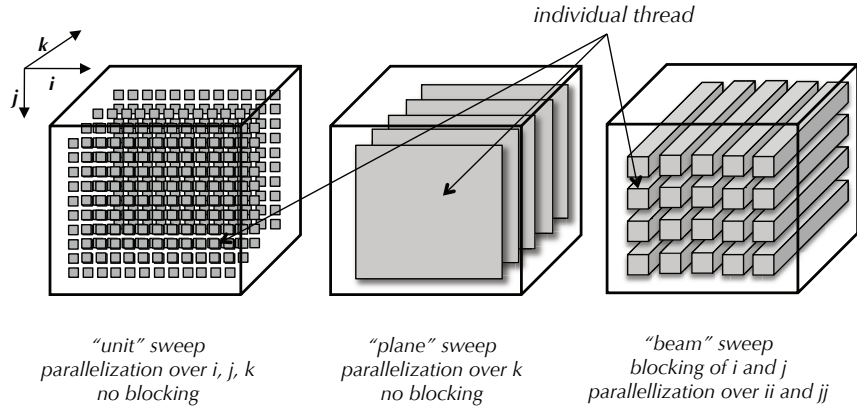 individual thread
k
i
j
“unit” sweep
parallelization over i, j, k
no blocking
“plane” sweep
parallelization over k
no blocking
“beam” sweep
blocking of i and j
parallellization over ii and jj